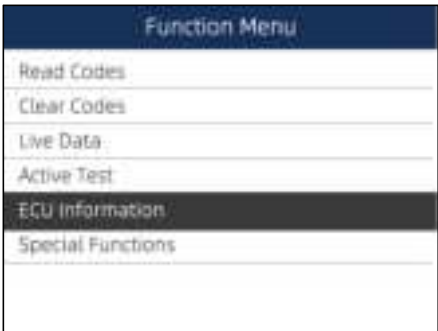 Function Menu
Read Codes
Clear Codes
Live Data
Active Test
ECU Information
Special Functions